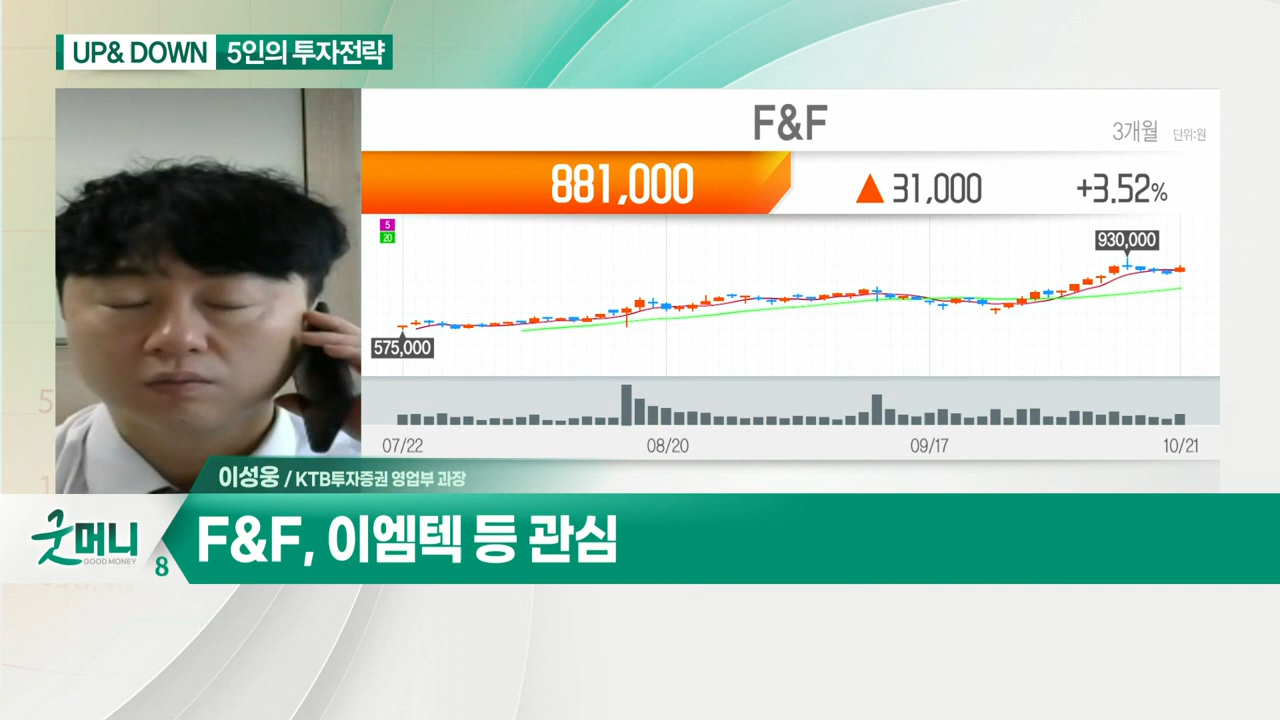 UP& DOWN 5인의 투자전략
F&F
3개월 단위:원
881,000 ▲ 31,000 +3.52%
5
20
930,000
575,000
07/22 08/20 09/17 10/21
이성웅 / KTB투자증권 영업부 과장
굿머니
GOOD MONEY
8
F&F, 이엠텍 등 관심